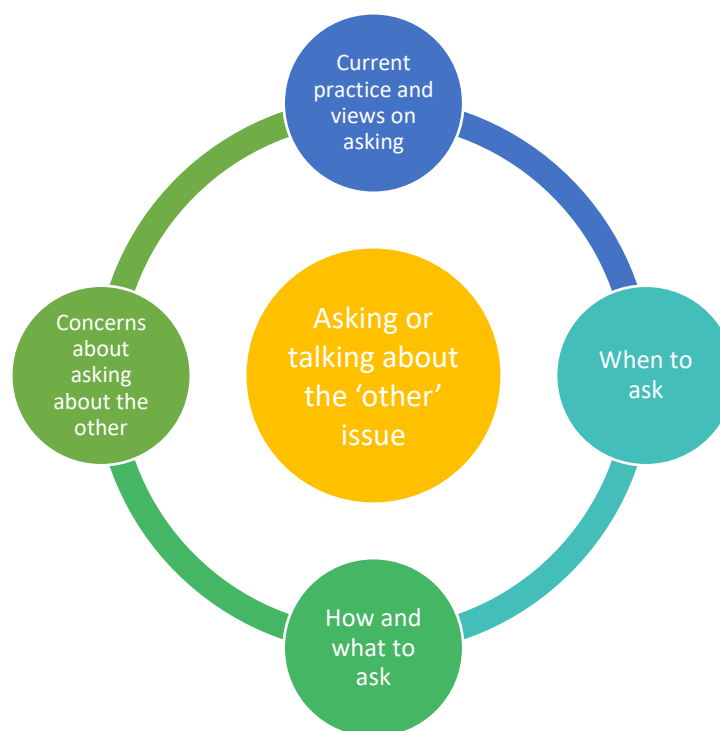 Current
practice and
views on
asking
Concerns
about
asking
about the
other
Asking or
talking about
the ‘other’
issue
When to
ask
How and
what to
ask